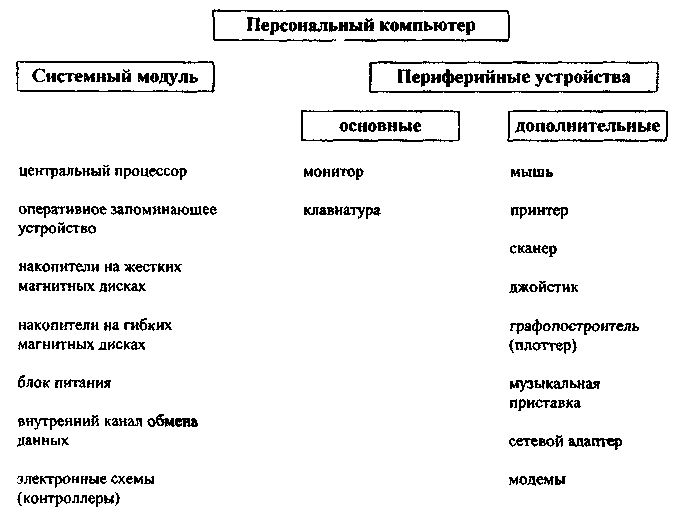 Персональный компьютер
Системный модуль
Периферийные устройства
основные
дополнительные
центральный процессор
оперативное запоминающее
устройство
накопители на жестких
магнитных дисках
накопители на гибких
магнитных дисках
блок питания
внутренний канал обмена
данных
электронные схемы
(контроллеры)
монитор
клавиатура
мышь
принтер
сканер
джойстик
графопостроитель
(плоттер)
музыкальная
приставка
сетевой адаптер
модемы